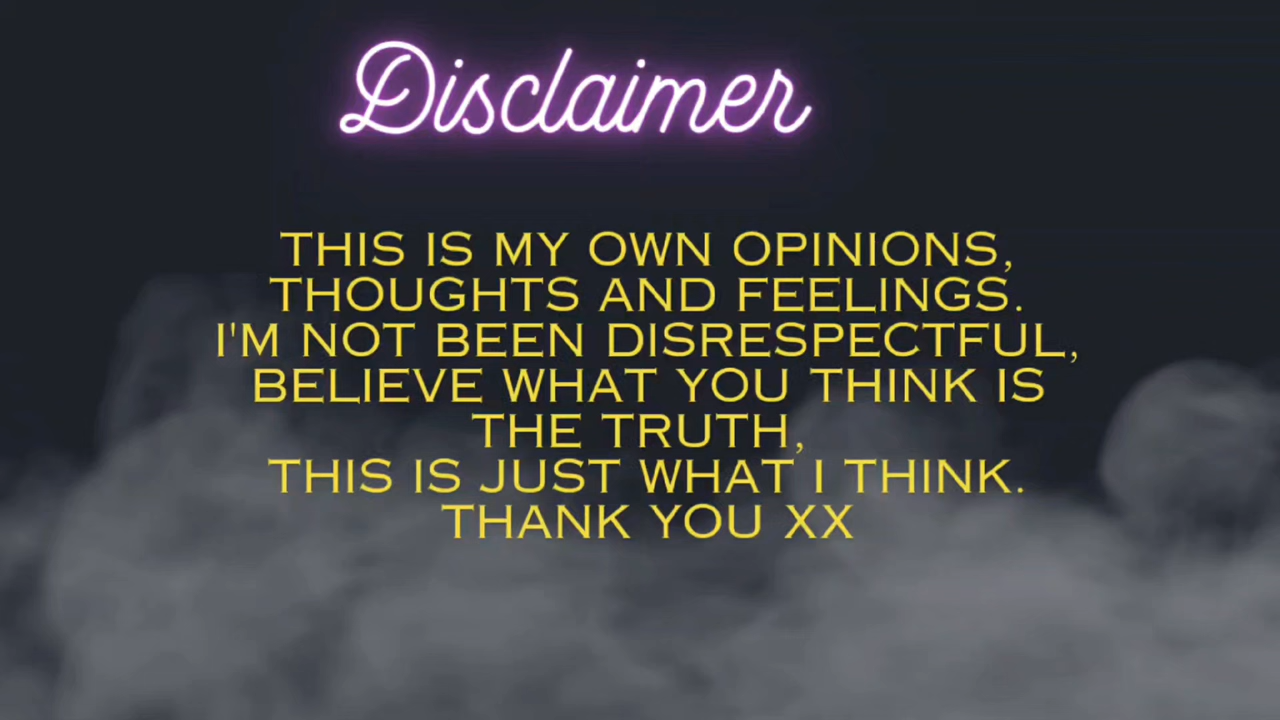 Disclaimer
THIS IS MY OWN OPINIONS,
THOUGHTS AND FEELINGS.
I'M NOT BEEN DISRESPECTFUL,
BELIEVE WHAT YOU THINK IS
THE TRUTH,
THIS IS JUST WHAT I THINK.
THANK YOU XX